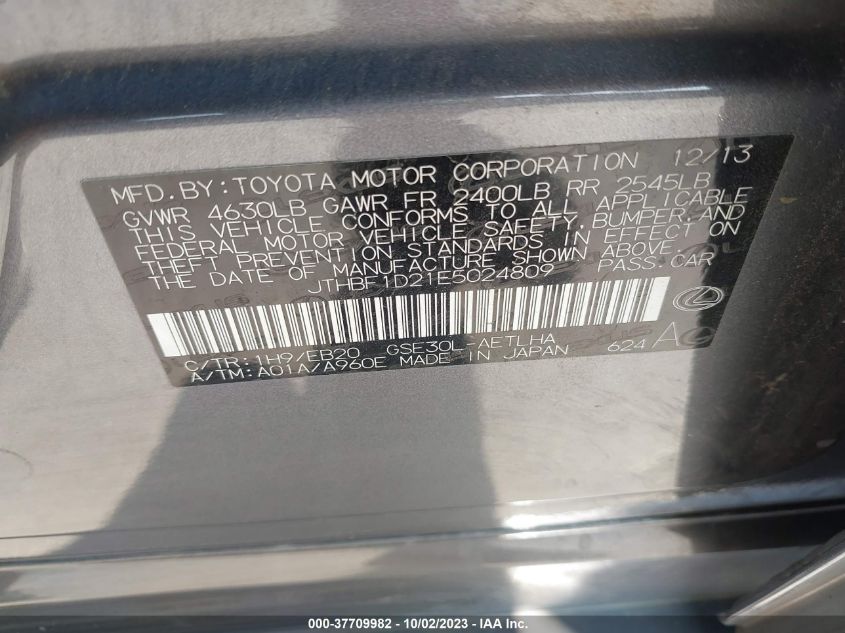 MFD.BY:TOYOTA MOTOR CORPORATION 12/13
GVWR 4630LB GAWR FR 2400LB RR 2545LB
THIS VEHICLE CONFORMS TO ALL APPLICABLE
FEDERAL MOTOR VEHICLE SAFETY, BUMPER, AND
THEFT PREVENTION STANDARDS IN EFFECT ON
THE DATE OF MANUFACTURE SHOWN ABOVE.
JTHBF1D21E5024809 PASS.CAR
C/TR:1H9/EB20 GSE30L-AETLHA
A/TM:A01A/A960E MADE IN JAPAN 624 A
000-37709982 - 10/02/2023 - IAA Inc.